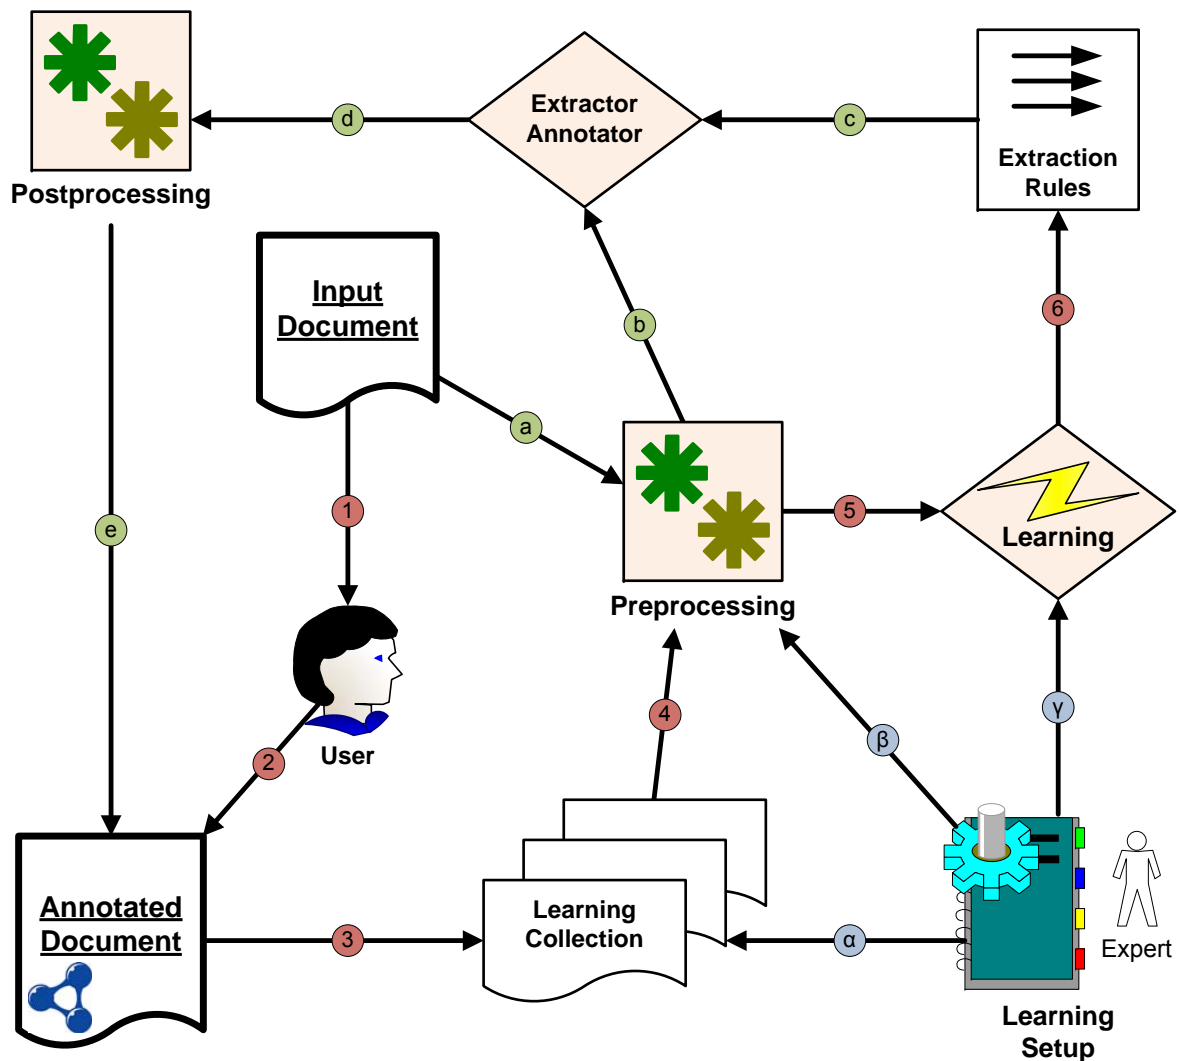 Extractor
Annotator
d
c
Extraction
Rules
Postprocessing
Input
Document
b
6
a
1
5
e
Learning
Preprocessing
4
γ
β
User
2
Annotated
Document
3
Learning
Collection
α
Expert
Learning
Setup